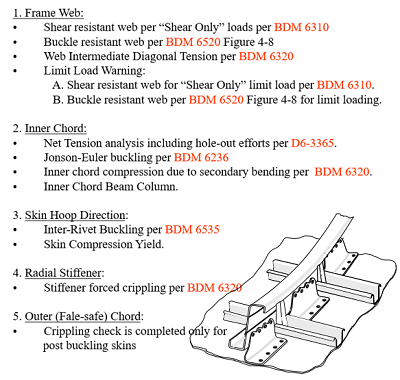 1. Frame Web:
• Shear resistant web per “Shear Only” loads per BDM 6310
• Buckle resistant web per BDM 6520 Figure 4-8
• Web Intermediate Diagonal Tension per BDM 6320
• Limit Load Warning:
A. Shear resistant web for “Shear Only” limit load per BDM 6310.
B. Buckle resistant web per BDM 6520 Figure 4-8 for limit loading.
2. Inner Chord:
• Net Tension analysis including hole-out efforts per D6-3365.
• Jonson-Euler buckling per BDM 6236
• Inner chord compression due to secondary bending per BDM 6320.
• Inner Chord Beam Column.
3. Skin Hoop Direction:
• Inter-Rivet Buckling per BDM 6535
• Skin Compression Yield.
4. Radial Stiffener:
• Stiffener forced crippling per BDM 6320
5. Outer (Fale-safe) Chord:
• Crippling check is completed only for
post buckling skins